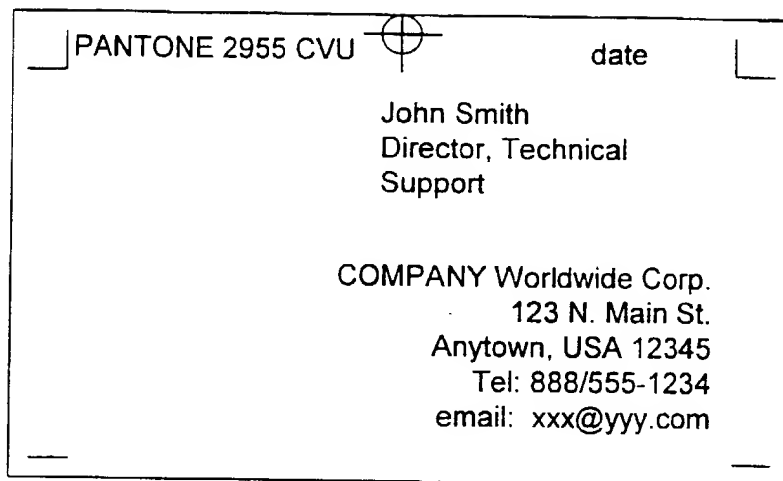 PANTONE 2955 CVU date
John Smith
Director, Technical
Support
COMPANY Worldwide Corp.
123 N. Main St.
Anytown, USA 12345
Tel: 888/555-1234
email: xxx@yyy.com